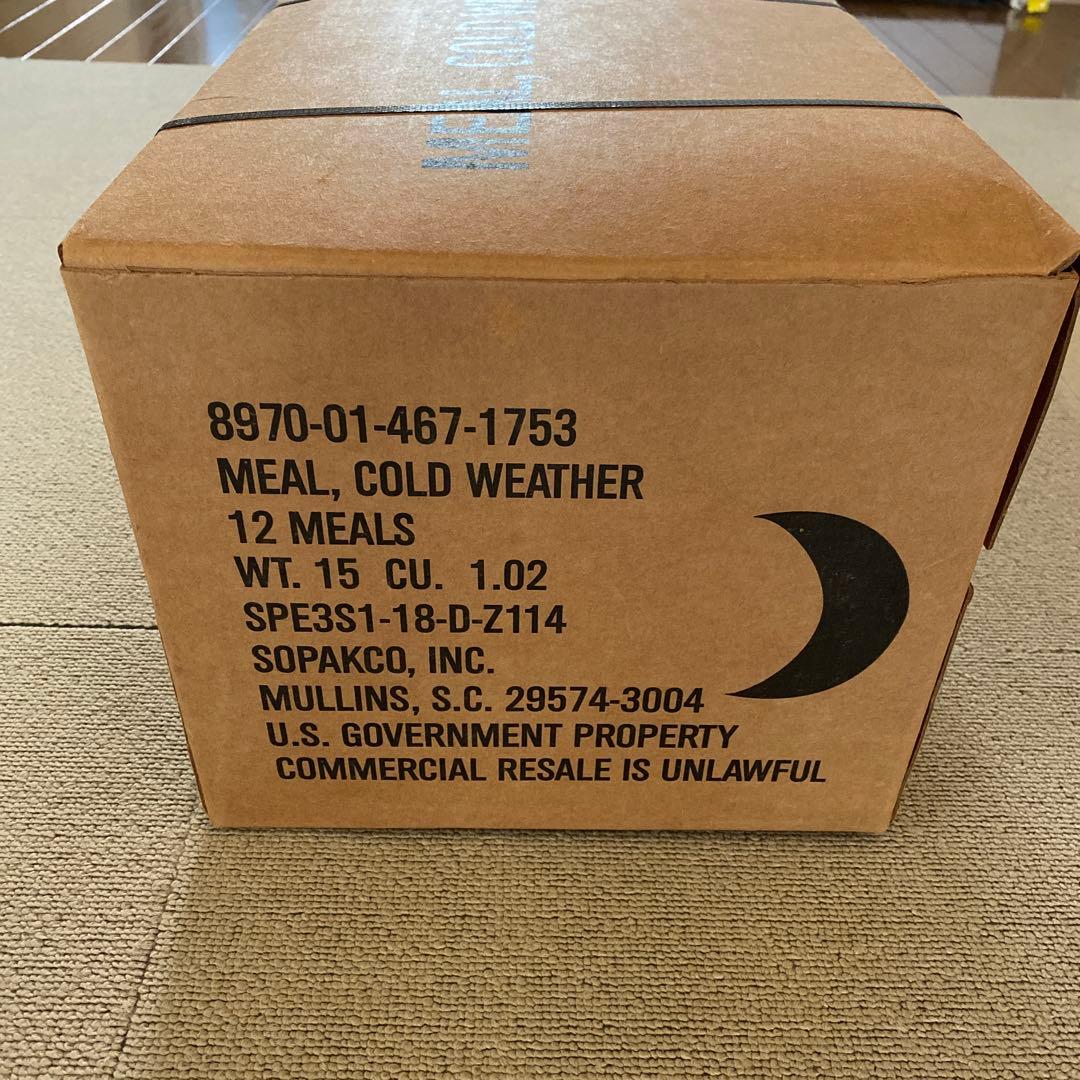 MEAL,
8970-01-467-1753
MEAL, COLD WEATHER
12 MEALS
WT. 15 CU. 1.02
SPE3S1-18-D-Z114
SOPAKCO, INC.
MULLINS, S.C. 29574-3004
U.S. GOVERNMENT PROPERTY
COMMERCIAL RESALE IS UNLAWFUL